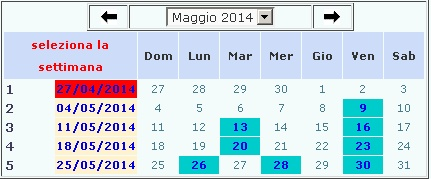 Maggio 2014
seleziona la settimana Dom Lun Mar Mer Gio Ven Sab
1 27/04/2014 27 28 29 30 1 2 3
2 04/05/2014 4 5 6 7 8 9 10
3 11/05/2014 11 12 13 14 15 16 17
4 18/05/2014 18 19 20 21 22 23 24
5 25/05/2014 25 26 27 28 29 30 31